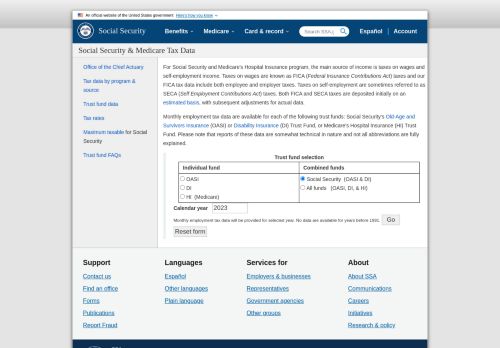 An official website of the United States government
Here's how you know
Social Security
Benefits
Medicare
Card & record
Search SSA.g
Español
Account
Social Security & Medicare Tax Data
Office of the Chief Actuary
Tax data by program & source
Trust fund data
Tax rates
Maximum taxable for Social Security
Trust fund FAQs
For Social Security and Medicare's Hospital Insurance program, the main source of income is taxes on wages and
self-employment income. Taxes on wages are known as FICA (Federal Insurance Contributions Act) taxes and our
FICA tax data include both employee and employer taxes. Taxes on self-employment are sometimes referred to as
SECA (Self Employment Contributions Act) taxes. Both FICA and SECA taxes are deposited initially on an
estimated basis, with subsequent adjustments for actual data.
Monthly employment tax data are available for each of the following trust funds: Social Security's Old-Age and
Survivors Insurance (OASI) or Disability Insurance (DI) Trust Fund, or Medicare's Hospital Insurance (HI) Trust
Fund. Please note that reports of these data are somewhat technical in nature and not all abbreviations are fully
explained.
Trust fund selection
Individual fund
Combined funds
OASI
DI
HI (Medicare)
Social Security (OASI & DI)
All funds (OASI, DI, & HI)
Calendar year 2023
Monthly employment tax data will be provided for selected year. No data are available for years before 1991. Go
Reset form
Support
Contact us
Find an office
Forms
Publications
Report Fraud
Languages
Español
Other languages
Plain language
Services for
Employers & businesses
Representatives
Government agencies
Other groups
About
About SSA
Communications
Careers
Initiatives
Research & policy